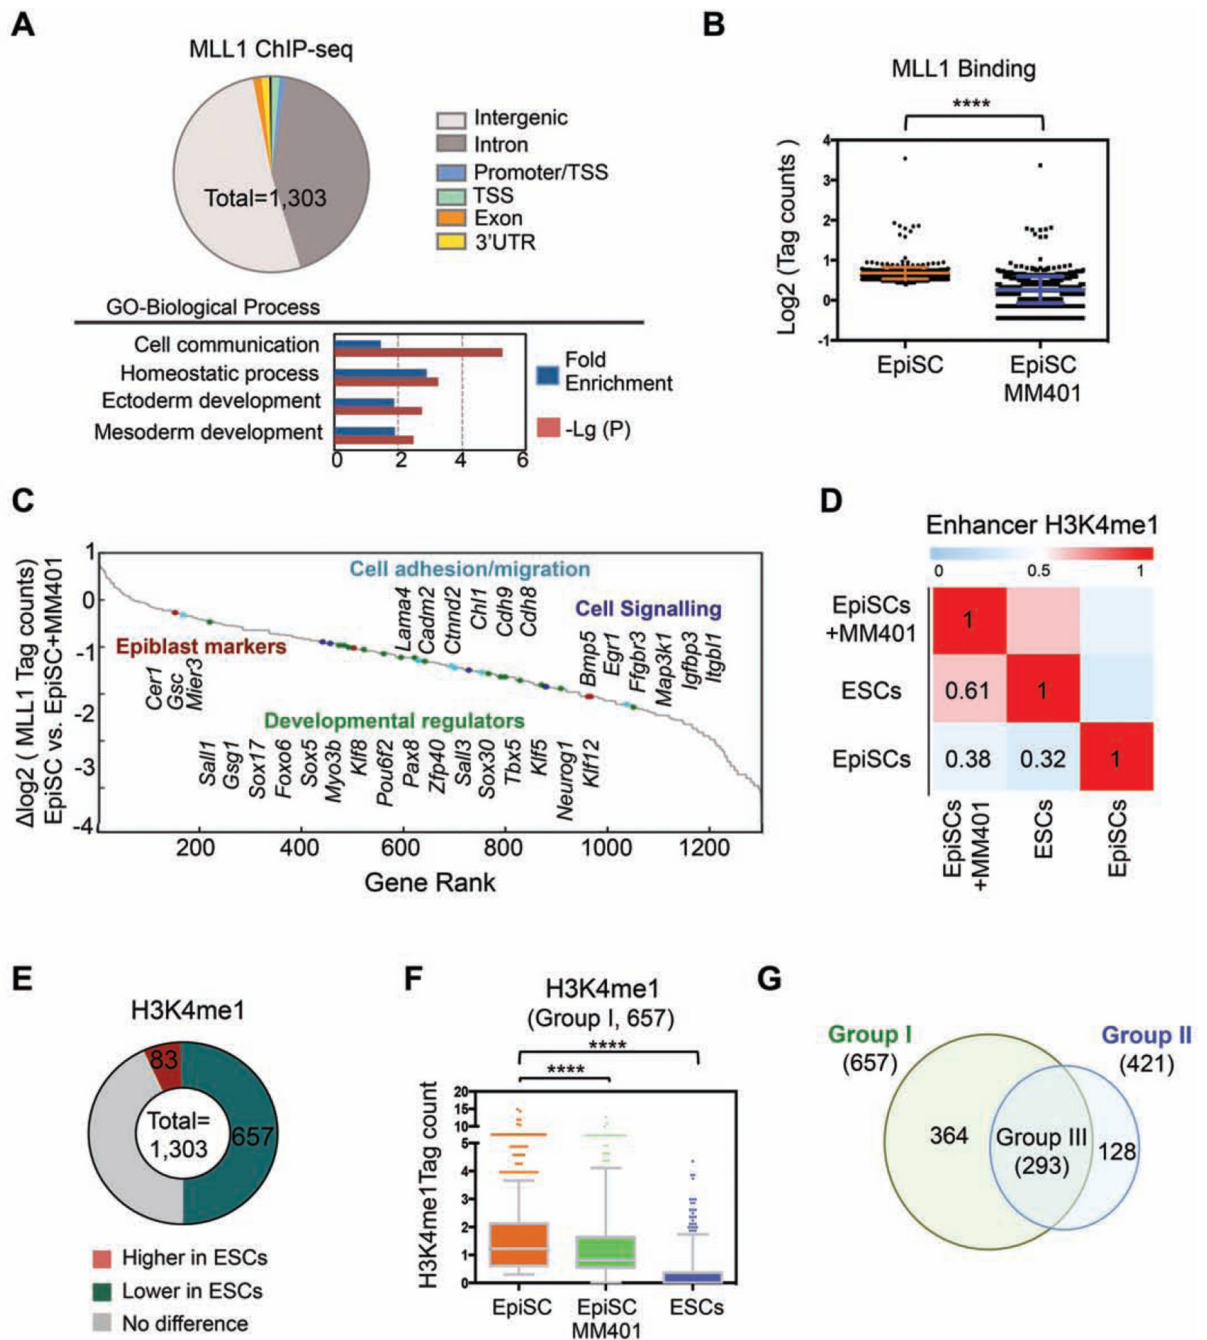 A
MLL1 ChIP-seq
Total=1,303
Intergenic
Intron
Promoter/TSS
TSS
Exon
3'UTR
GO-Biological Process
Cell communication
Homeostatic process
Ectoderm development
Mesoderm development
0 2 4 6
Fold
Enrichment
-Lg (P)
B
MLL1 Binding
****
Log2 (Tag counts )
4
3
2
1
0
-1
EpiSC
EpiSC
MM401
C
Δlog2 ( MLL1 Tag counts)
EpiSC vs. EpiSC+MM401
1
0
-1
-2
-3
-4
Cell adhesion/migration
Lama4
Cadm2
Ctnnd2
Chl1
Cdh9
Cdh8
Cell Signalling
Bmp5
Egr1
Ffgbr3
Map3k1
Igfbp3
Itgbl1
Epiblast markers
Cer1
Gsc
Mier3
Developmental regulators
Sall1
Gsg1
Sox17
Foxo6
Sox5
Myo3b
Klf8
Pou6f2
Pax8
Zfp40
Sall3
Sox30
Tbx5
Klf5
Neurog1
Klf12
200 400 600 800 1000 1200
Gene Rank
D
Enhancer H3K4me1
0 0.5 1
EpiSCs
+MM401
1
ESCs
0.61 1
EpiSCs
0.38 0.32 1
EpiSCs
+MM401
ESCs
EpiSCs
E
H3K4me1
83
Total=
1,303
657
Higher in ESCs
Lower in ESCs
No difference
F
H3K4me1
(Group I, 657)
****
****
H3K4me1Tag count
20
15
10
5
4
3
2
1
0
EpiSC
EpiSC
MM401
ESCs
G
Group I
(657)
Group II
(421)
364
Group III
(293)
128